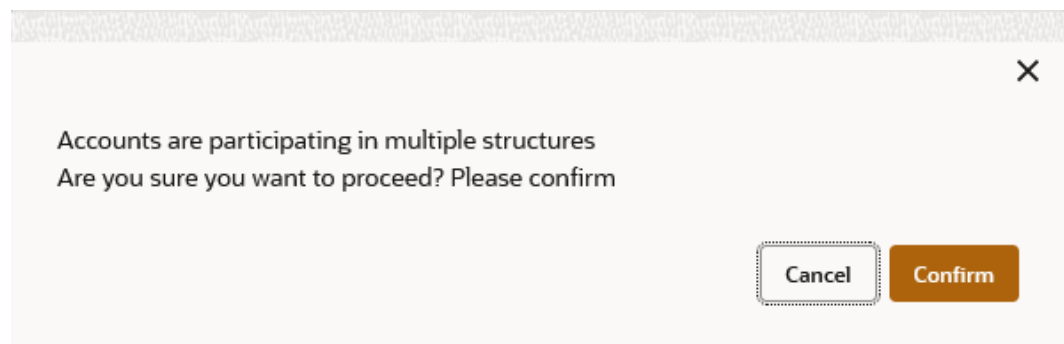 Accounts are participating in multiple structures
Are you sure you want to proceed? Please confirm
Cancel Confirm